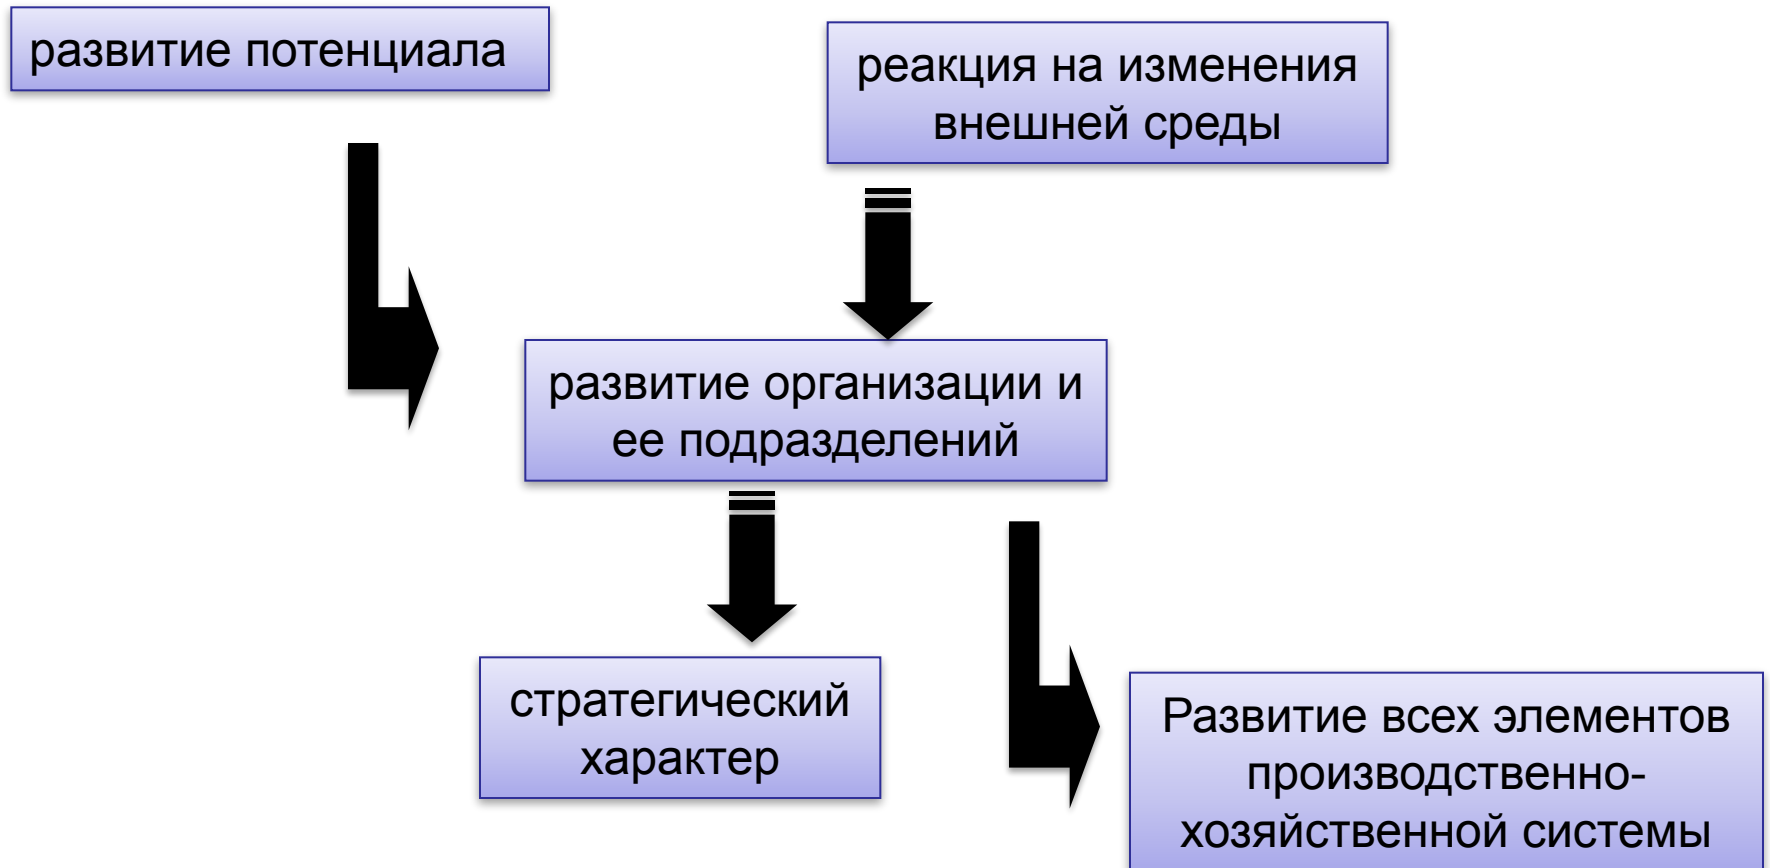 развитие потенциала
реакция на изменения
внешней среды
развитие организации и
ее подразделений
стратегический
характер
Развитие всех элементов
производственно-
хозяйственной системы